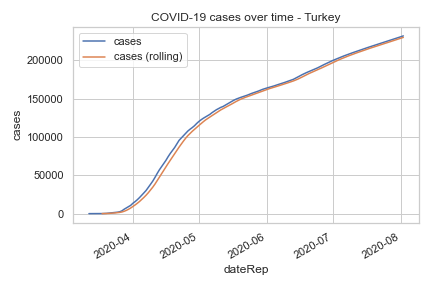 COVID-19 cases over time - Turkey
cases
cases (rolling)
200000
150000
100000
50000
0
cases
2020-04
2020-05
2020-06
2020-07
2020-08
dateRep